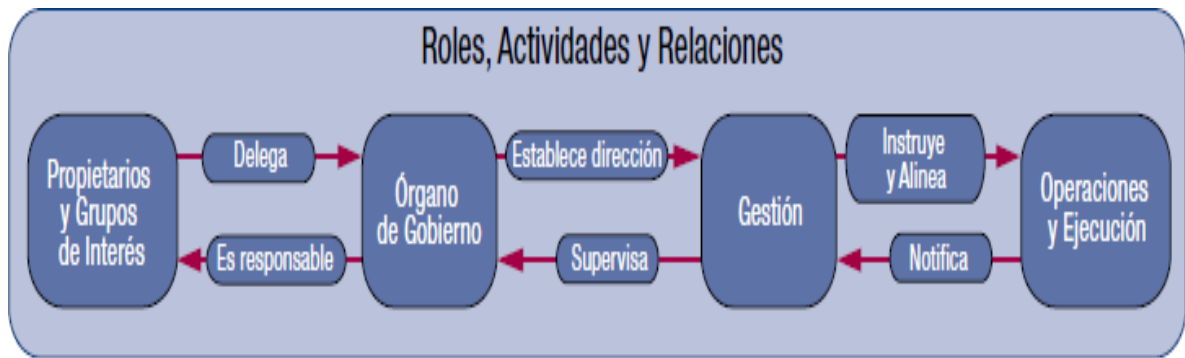 Roles, Actividades y Relaciones
Propietarios
y Grupos
de Interés
Delega
Es responsable
Órgano
de Gobierno
Establece dirección
Supervisa
Gestión
Instruye
y Alinea
Notifica
Operaciones
y Ejecución